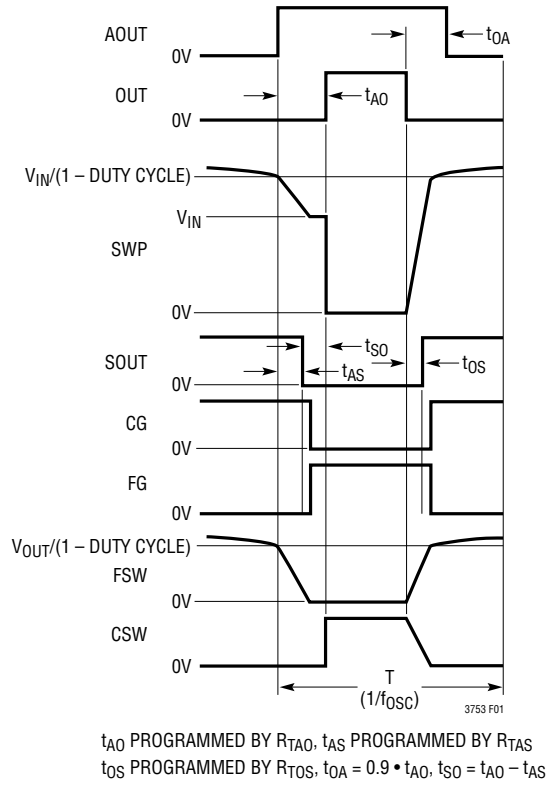 AOUT
0V
t_OA
OUT
0V
t_AO
V_IN/(1 – DUTY CYCLE)
V_IN
SWP
0V
SOUT
0V
t_SO
t_AS
t_OS
CG
0V
FG
0V
V_OUT/(1 – DUTY CYCLE)
FSW
0V
CSW
0V
T
(1/f_OSC)
3753 F01
t_AO PROGRAMMED BY R_TAO, t_AS PROGRAMMED BY R_TAS
t_OS PROGRAMMED BY R_TOS, t_OA = 0.9 • t_AO, t_SO = t_AO – t_AS